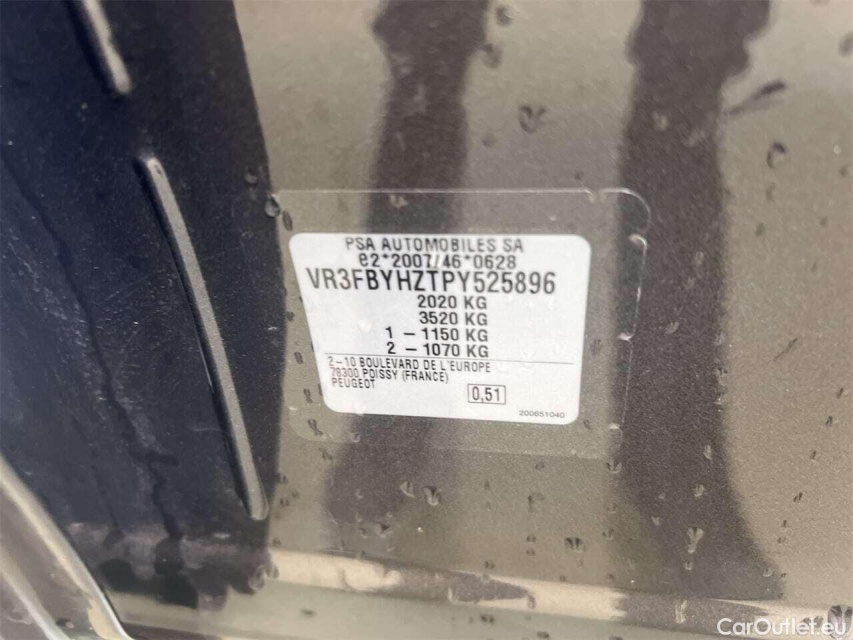 PSA AUTOMOBILES SA
e2*2007/46*0628
VR3FBYHZTPY525896
2020 KG
3520 KG
1 – 1150 KG
2 – 1070 KG
2–10 BOULEVARD DE L'EUROPE
78300 POISSY (FRANCE)
PEUGEOT
0,51
200651040
CarOutlet.eu